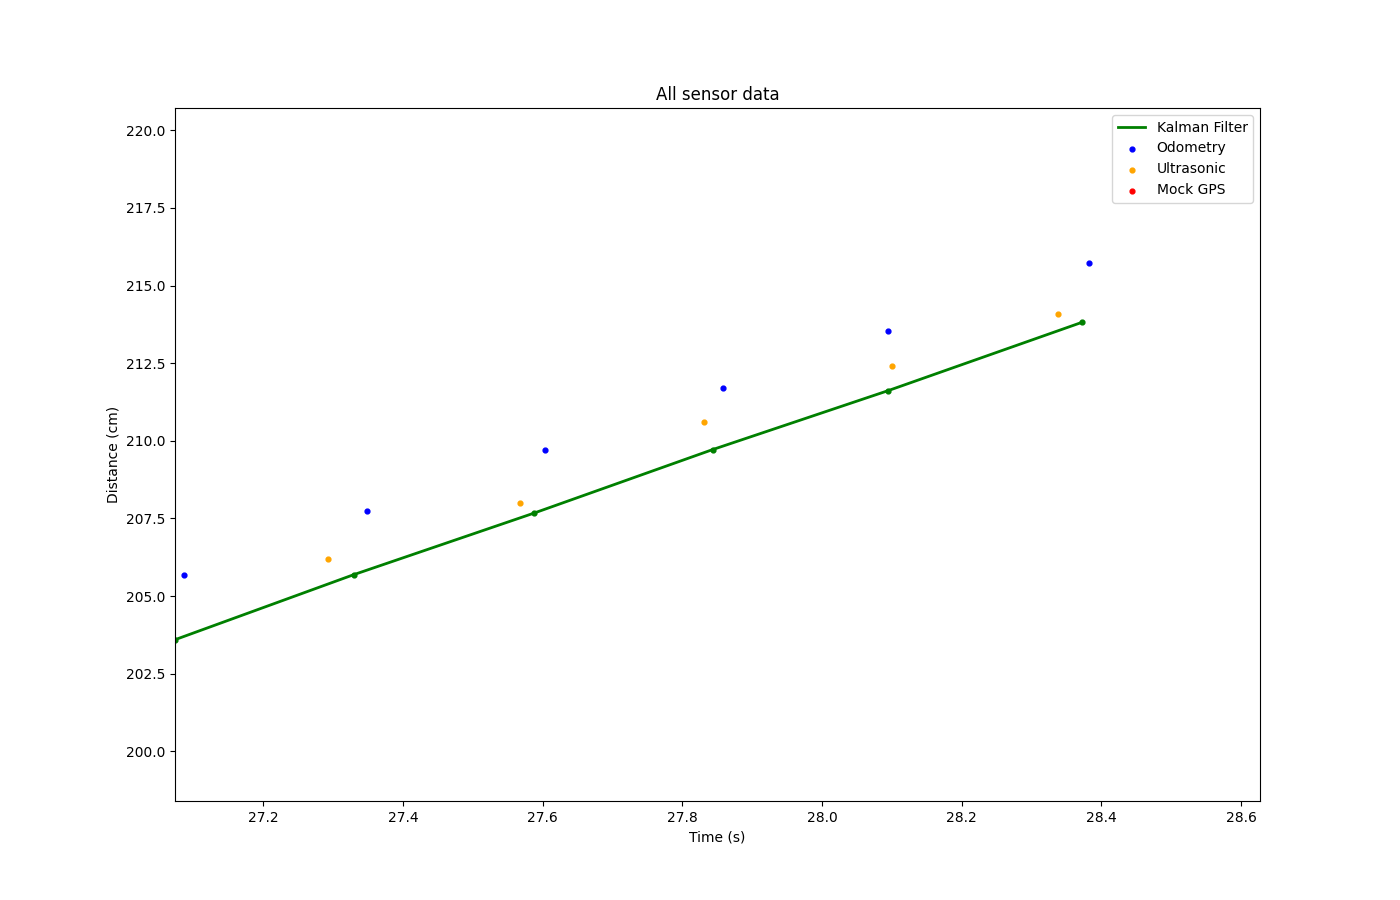 All sensor data
Kalman Filter
Odometry
Ultrasonic
Mock GPS
220.0
217.5
215.0
212.5
210.0
207.5
205.0
202.5
200.0
Distance (cm)
27.2 27.4 27.6 27.8 28.0 28.2 28.4 28.6
Time (s)